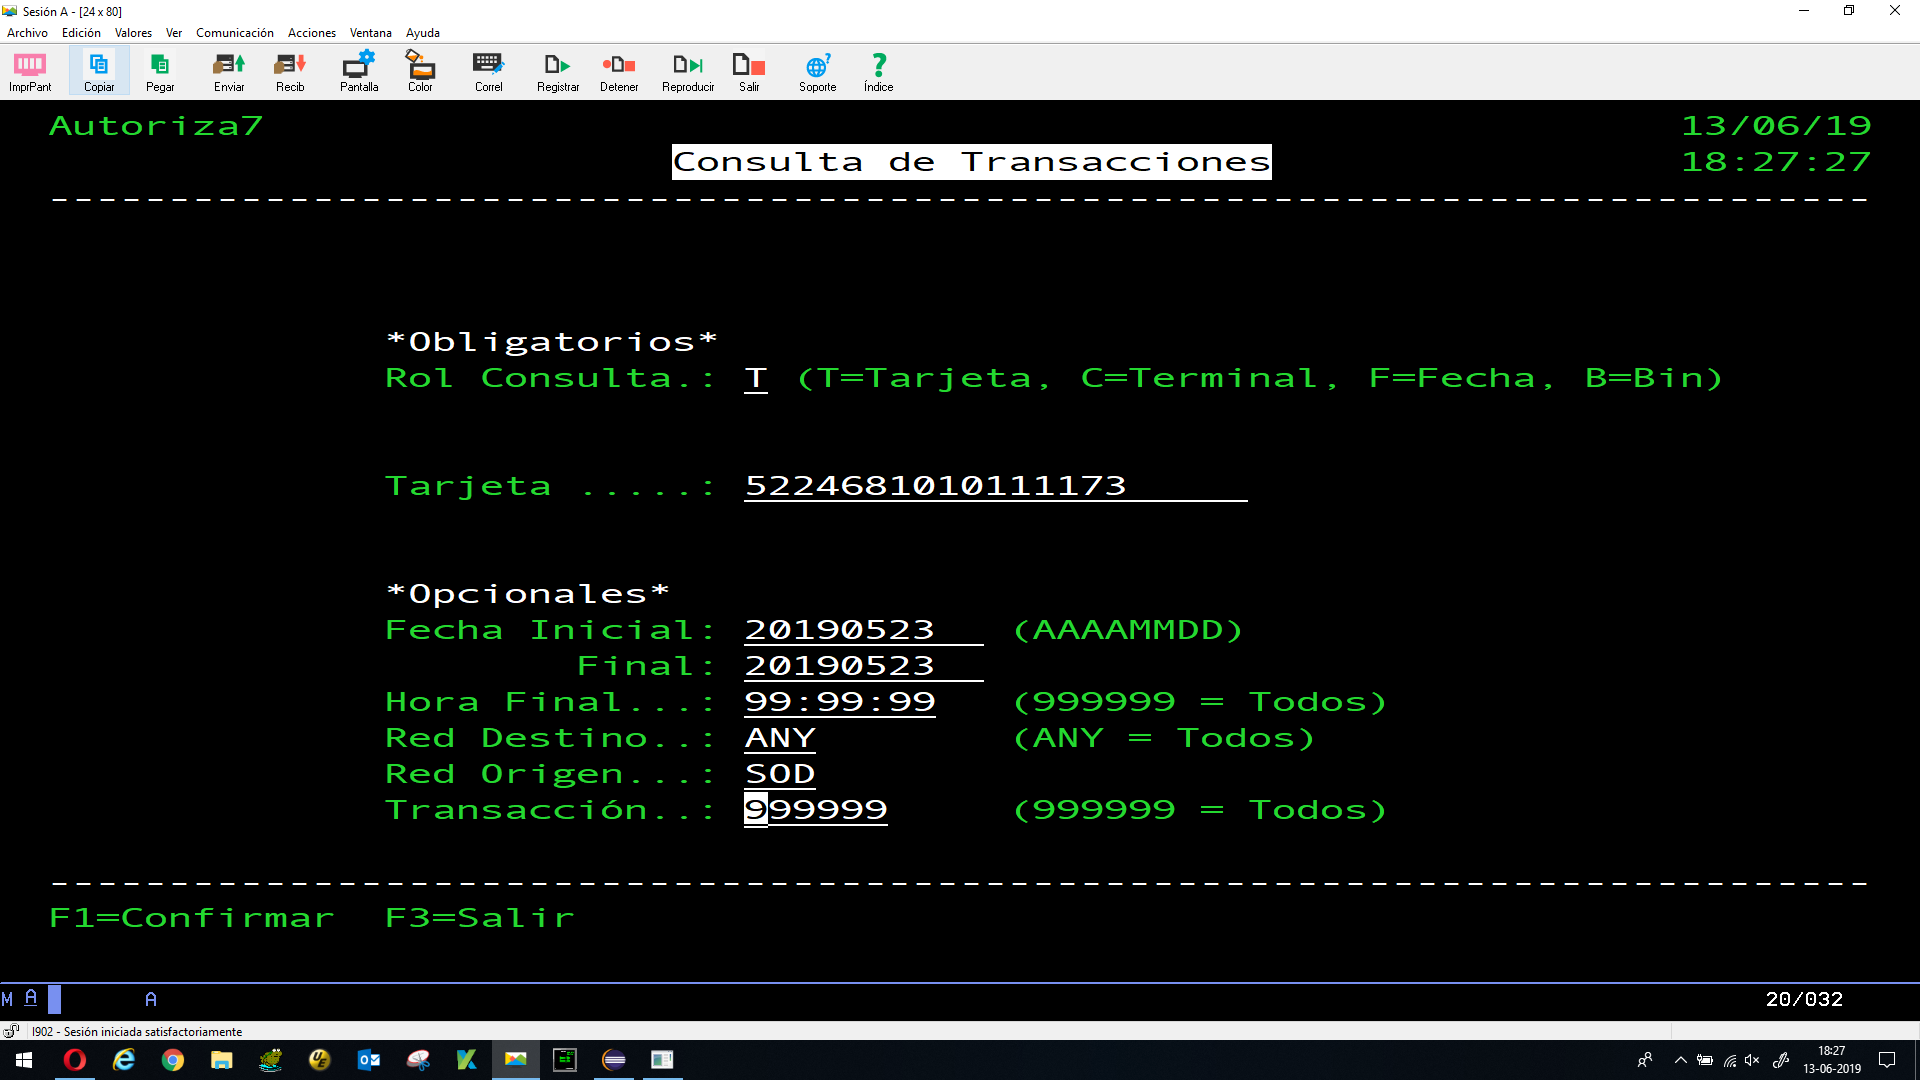 Sesión A - [24 x 80]
Archivo Edición Valores Ver Comunicación Acciones Ventana Ayuda
ImprPant Copiar Pegar Enviar Recib Pantalla Color Correl Registrar Detener Reproducir Salir Soporte Índice
Autoriza7 13/06/19
Consulta de Transacciones 18:27:27
*Obligatorios*
Rol Consulta.: T (T=Tarjeta, C=Terminal, F=Fecha, B=Bin)
Tarjeta .....: 5224681010111173
*Opcionales*
Fecha Inicial: 20190523 (AAAAMMDD)
Final: 20190523
Hora Final...: 99:99:99 (999999 = Todos)
Red Destino..: ANY (ANY = Todos)
Red Origen...: SOD
Transacción..: 999999 (999999 = Todos)
F1=Confirmar F3=Salir
M A A 20/032
I902 - Sesión iniciada satisfactoriamente
18:27
13-06-2019